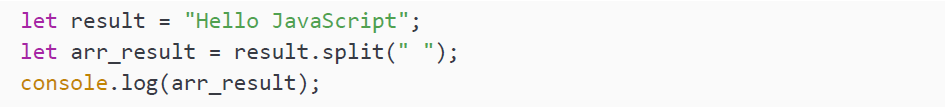 let result = "Hello JavaScript";
let arr_result = result.split(" ");
console.log(arr_result);